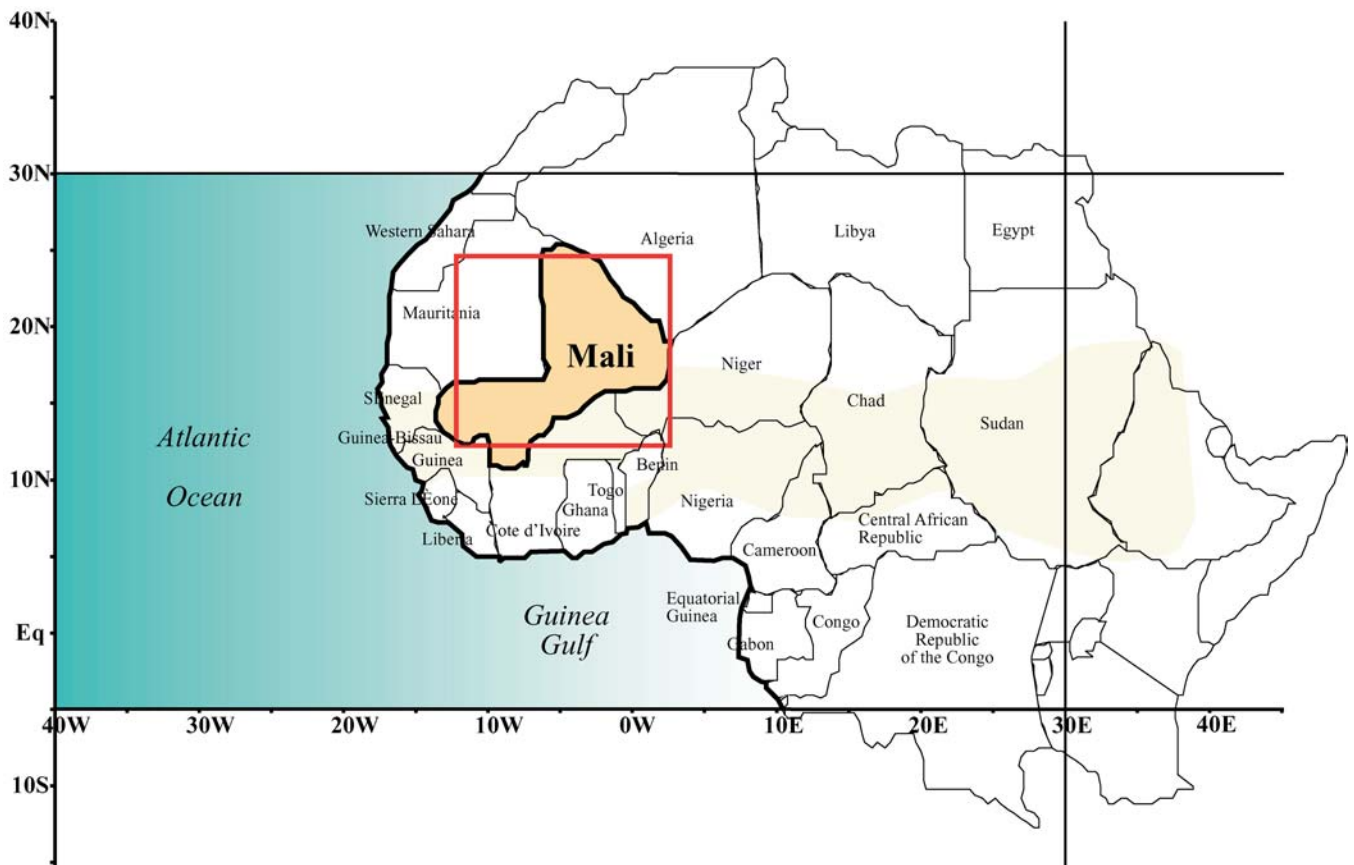 40N
30N
Western Sahara
Algeria
Libya
Egypt
20N
Mauritania
Mali
Niger
Chad
Senegal
Sudan
Atlantic
Ocean
Guinea-Bissau
Guinea
10N
Benin
Togo
Sierra LEone
Ghana
Nigeria
Liberia
Cote d'Ivoire
Central African
Republic
Cameroon
Guinea
Gulf
Equatorial
Guinea
Congo
Eq
Gabon
Democratic
Republic
of the Congo
40W 30W 20W 10W 0W 10E 20E 30E 40E
10S